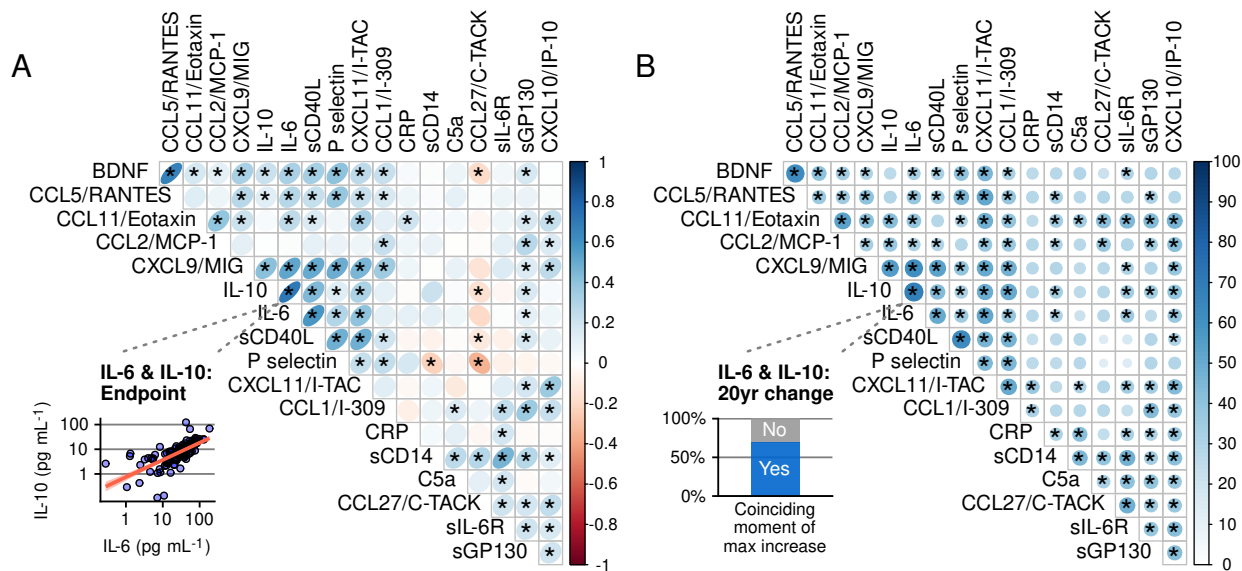 A
CCL5/RANTES
CCL11/Eotaxin
CCL2/MCP-1
CXCL9/MIG
IL-10
IL-6
sCD40L
P selectin
CXCL11/I-TAC
CCL1/I-309
CRP
sCD14
C5a
CCL27/C-TACK
sIL-6R
sGP130
CXCL10/IP-10
BDNF
CCL5/RANTES
CCL11/Eotaxin
CCL2/MCP-1
CXCL9/MIG
IL-10
IL-6
sCD40L
P selectin
CXCL11/I-TAC
CCL1/I-309
CRP
sCD14
C5a
CCL27/C-TACK
sIL-6R
sGP130
1
0.8
0.6
0.4
0.2
0
-0.2
-0.4
-0.6
-0.8
-1
IL-6 & IL-10:
Endpoint
IL-10 (pg mL⁻¹)
100
10
1
1 10 100
IL-6 (pg mL⁻¹)
B
CCL5/RANTES
CCL11/Eotaxin
CCL2/MCP-1
CXCL9/MIG
IL-10
IL-6
sCD40L
P selectin
CXCL11/I-TAC
CCL1/I-309
CRP
sCD14
C5a
CCL27/C-TACK
sIL-6R
sGP130
CXCL10/IP-10
BDNF
CCL5/RANTES
CCL11/Eotaxin
CCL2/MCP-1
CXCL9/MIG
IL-10
IL-6
sCD40L
P selectin
CXCL11/I-TAC
CCL1/I-309
CRP
sCD14
C5a
CCL27/C-TACK
sIL-6R
sGP130
100
90
80
70
60
50
40
30
20
10
0
IL-6 & IL-10:
20yr change
100%
50%
0%
No
Yes
Coinciding
moment of
max increase